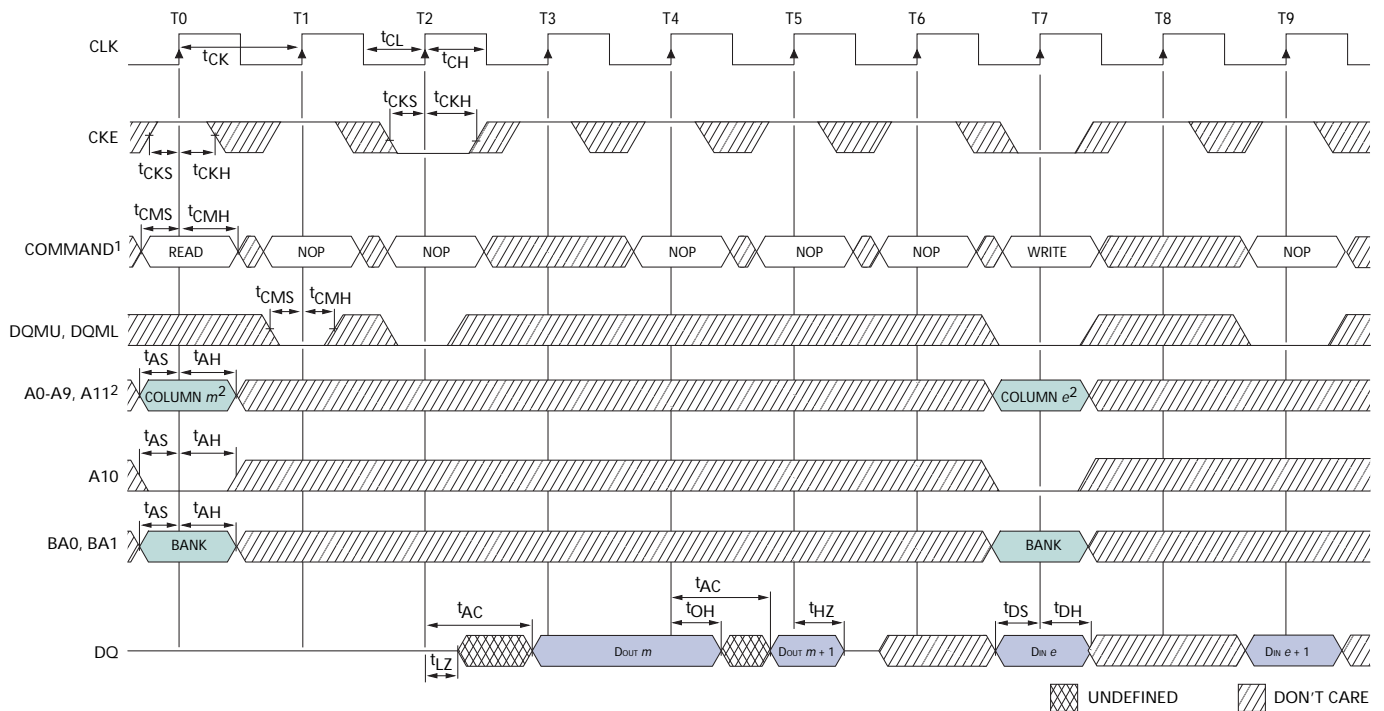 T0 T1 T2 T3 T4 T5 T6 T7 T8 T9
CLK
tCK tCL tCH
CKE
tCKS tCKH
tCKS tCKH
tCMS tCMH
COMMAND1 READ NOP NOP NOP NOP NOP WRITE NOP
tCMS tCMH
DQMU, DQML
tAS tAH
A0-A9, A112 COLUMN m2 COLUMN e2
tAS tAH
A10
tAS tAH
BA0, BA1 BANK BANK
tAC tAC
tOH tHZ tDS tDH
DQ DOUT m DOUT m + 1 DIN e DIN e + 1
tLZ
UNDEFINED DON'T CARE